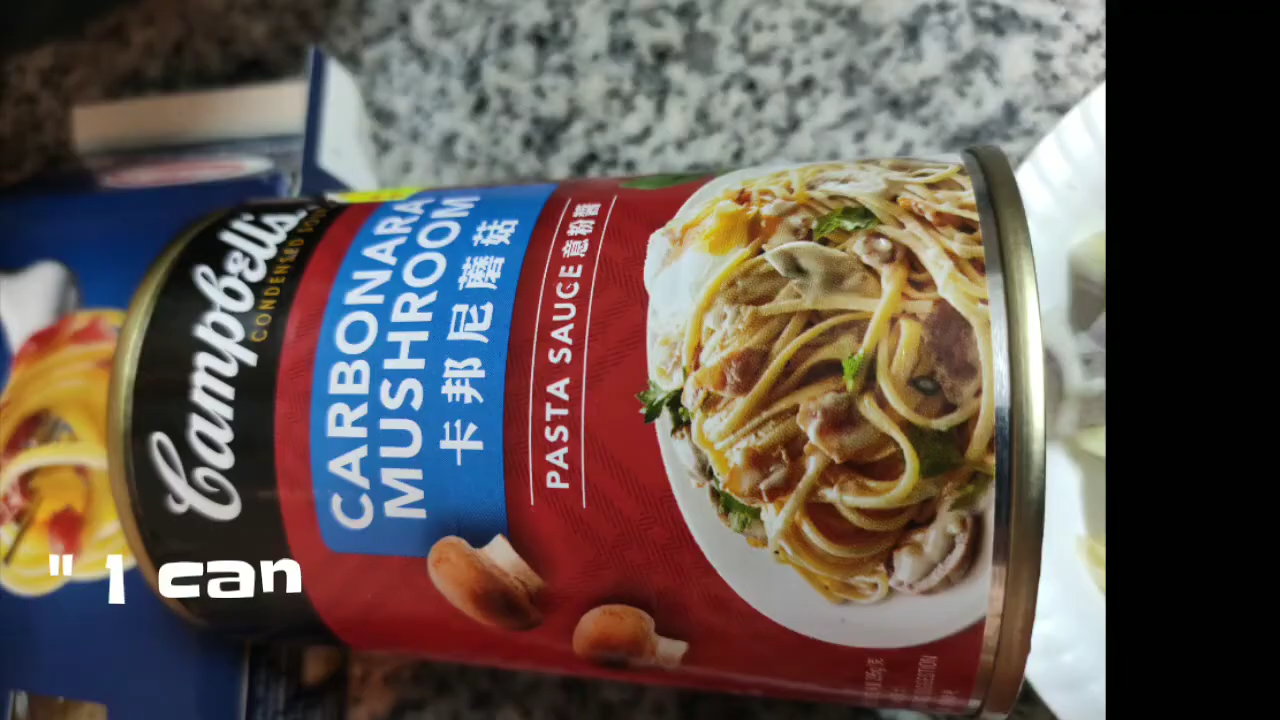 Campbell's
CONDENSED
CARBONARA
MUSHROOM
卡邦尼蘑菇
PASTA SAUCE 意粉醬
" 1 can